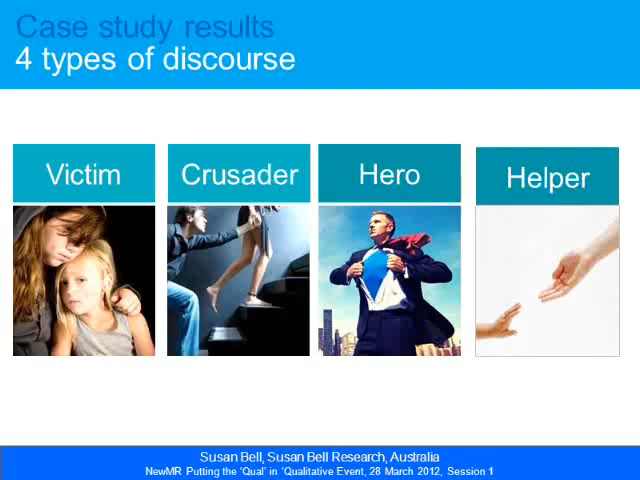 Case study results
4 types of discourse
Victim
Crusader
Hero
Helper
Susan Bell, Susan Bell Research, Australia
NewMR Putting the 'Qual' in 'Qualitative Event, 28 March 2012, Session 1